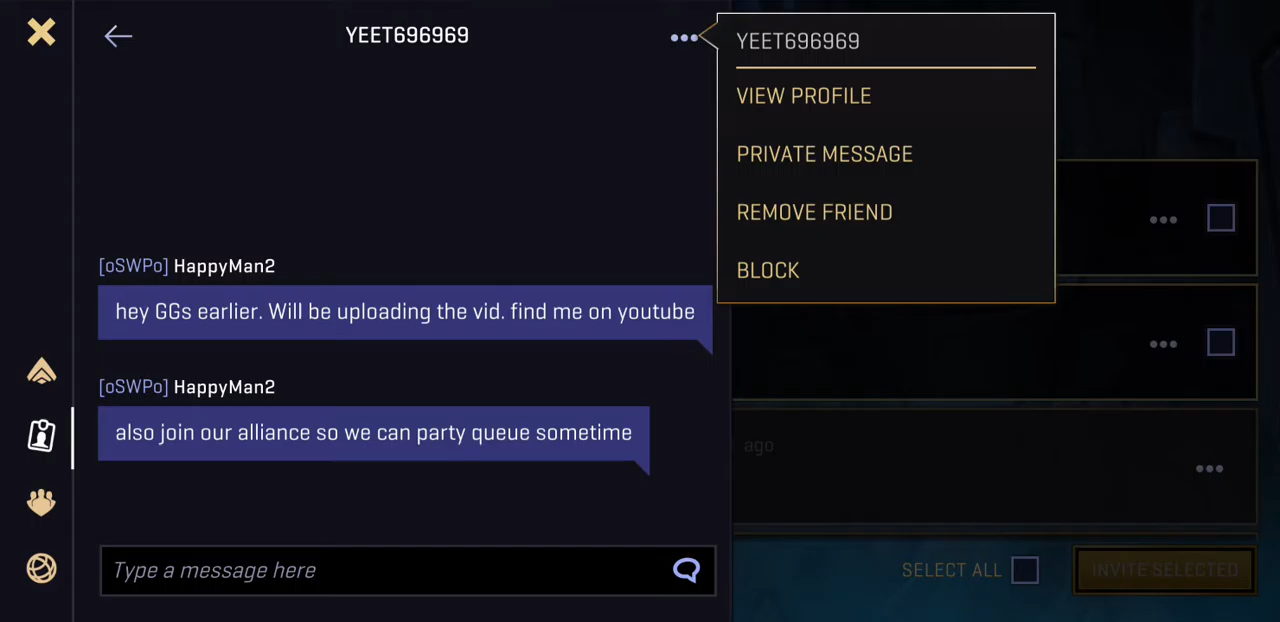 YEET696969
YEET696969
VIEW PROFILE
PRIVATE MESSAGE
REMOVE FRIEND
BLOCK
[oSWPo] HappyMan2
hey GGs earlier. Will be uploading the vid. find me on youtube
[oSWPo] HappyMan2
also join our alliance so we can party queue sometime
ago
Type a message here
SELECT ALL
INVITE SELECTED